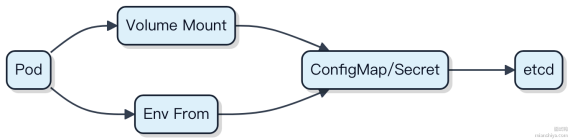 Volume Mount
Pod
ConfigMap/Secret
etcd
Env From